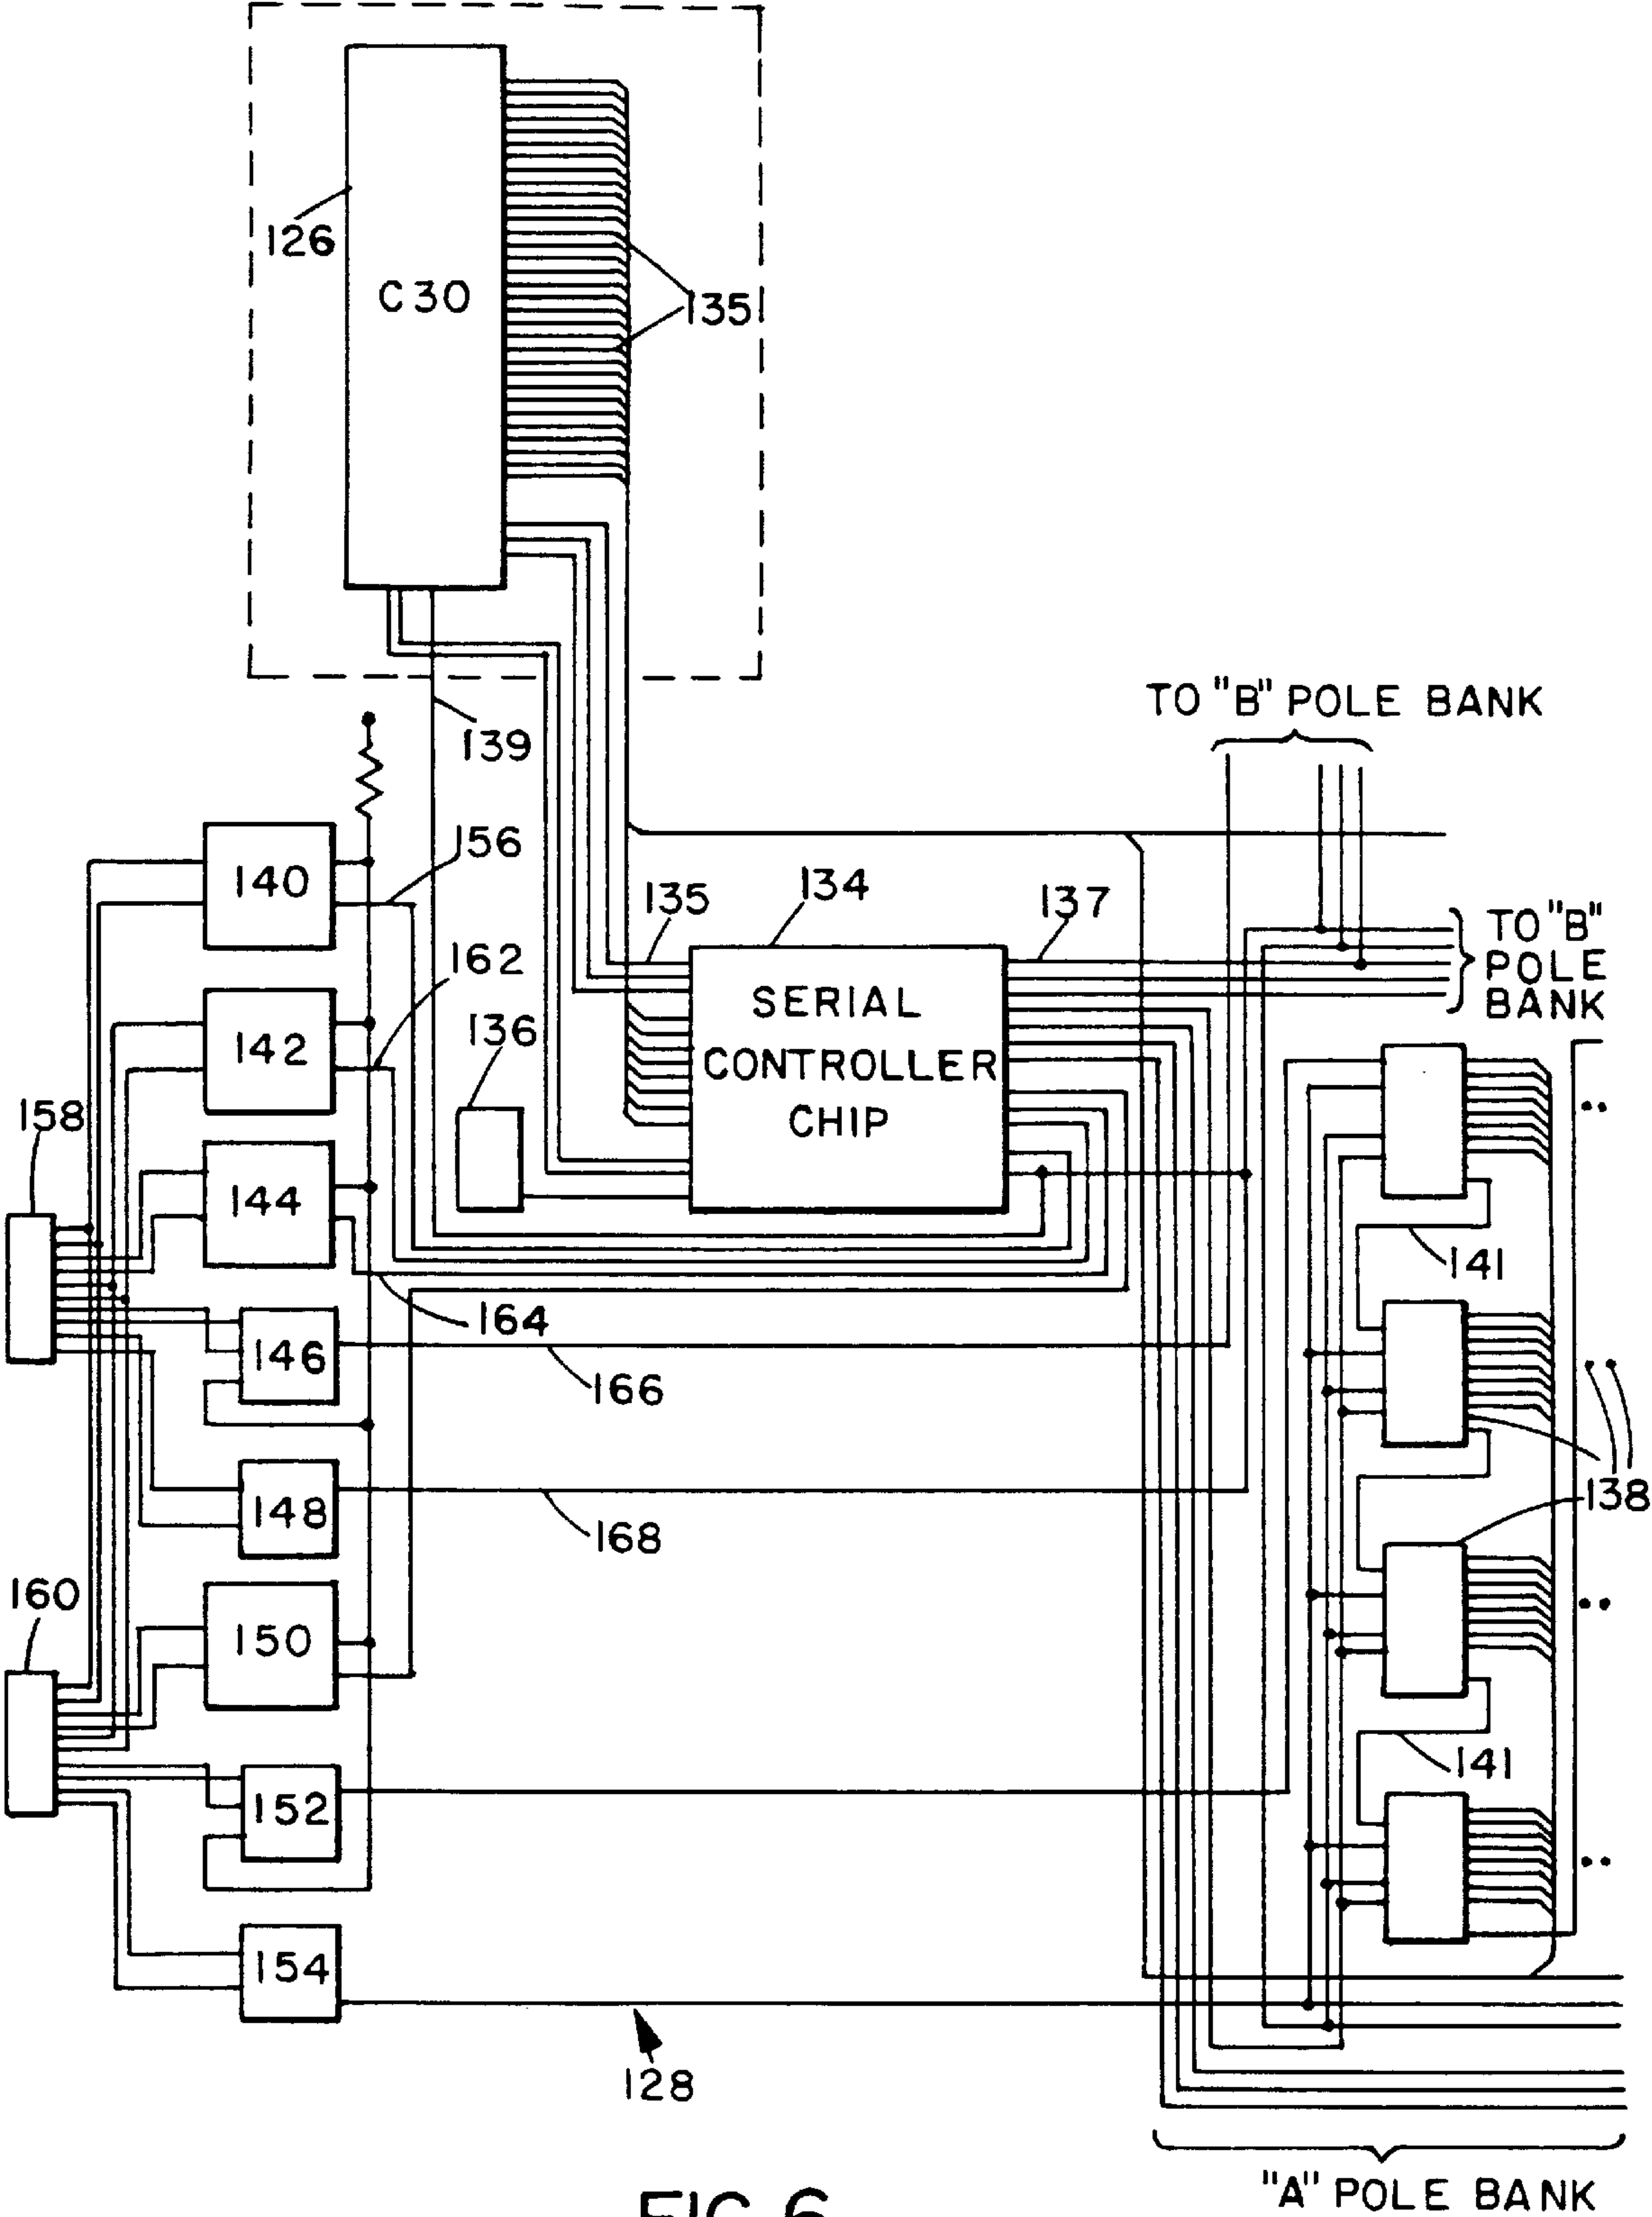 126
C30
135
139
TO "B" POLE BANK
156
140
135
134
137
TO "B"
POLE
BANK
162
142
136
SERIAL
CONTROLLER
CHIP
158
144
141
164
146
166
138
148
168
160
150
141
152
154
128
"A" POLE BANK
FIG. 6